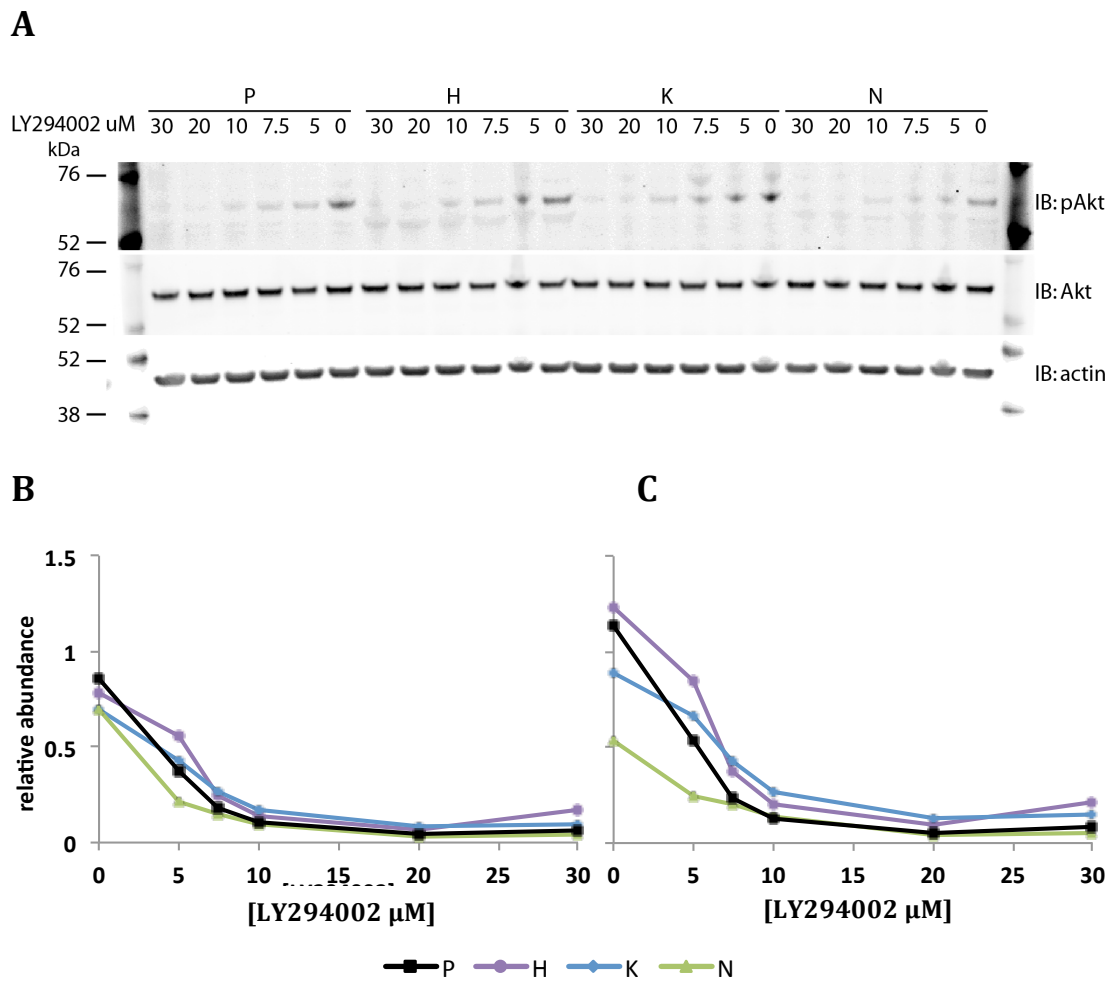 A
P H K N
LY294002 uM 30 20 10 7.5 5 0 30 20 10 7.5 5 0 30 20 10 7.5 5 0 30 20 10 7.5 5 0
kDa
76
IB: pAkt
52
76
IB: Akt
52
52
IB: actin
38
B C
1.5
1
0.5
0
relative abundance
0 5 10 15 20 25 30 0 5 10 15 20 25 30
[LY294002 µM] [LY294002 µM]
P H K N